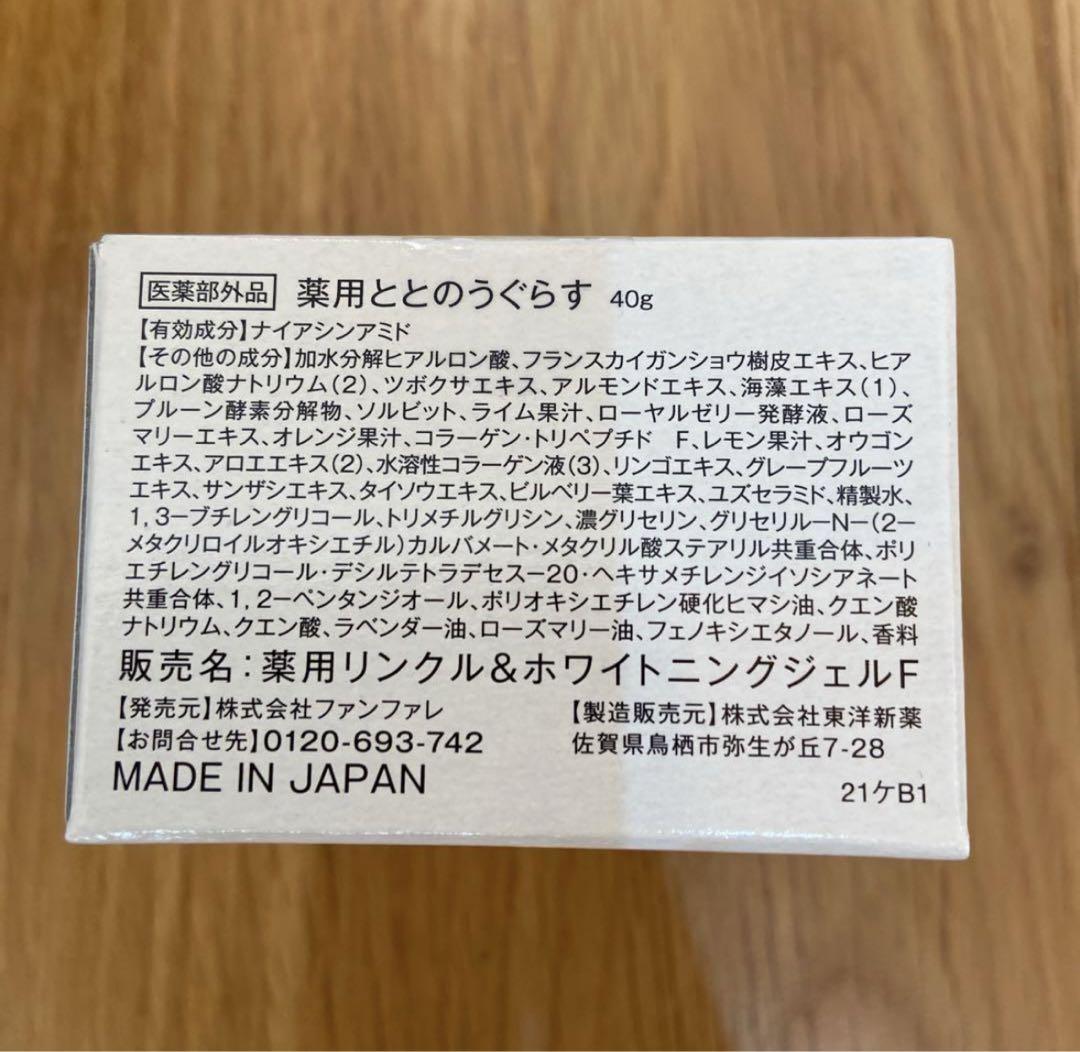 医薬部外品 薬用ととのうぐらす 40g
【有効成分】ナイアシンアミド
【その他の成分】加水分解ヒアルロン酸、フランスカイガンショウ樹皮エキス、ヒア
ルロン酸ナトリウム(2)、ツボクサエキス、アルモンドエキス、海藻エキス(1)、
プルーン酵素分解物、ソルビット、ライム果汁、ローヤルゼリー発酵液、ローズ
マリーエキス、オレンジ果汁、コラーゲン・トリペプチド F、レモン果汁、オウゴン
エキス、アロエエキス(2)、水溶性コラーゲン液(3)、リンゴエキス、グレープフルーツ
エキス、サンザシエキス、タイソウエキス、ビルベリー葉エキス、ユズセラミド、精製水、
1,3−ブチレングリコール、トリメチルグリシン、濃グリセリン、グリセリル−N−(2−
メタクリロイルオキシエチル)カルバメート・メタクリル酸ステアリル共重合体、ポリ
エチレングリコール・デシルテトラデセス−20・ヘキサメチレンジイソシアネート
共重合体、1,2−ペンタンジオール、ポリオキシエチレン硬化ヒマシ油、クエン酸
ナトリウム、クエン酸、ラベンダー油、ローズマリー油、フェノキシエタノール、香料
販売名：薬用リンクル&ホワイトニングジェルF
【発売元】株式会社ファンファレ 【製造販売元】株式会社東洋新薬
【お問合せ先】0120-693-742 佐賀県鳥栖市弥生が丘7-28
MADE IN JAPAN 21ケB1